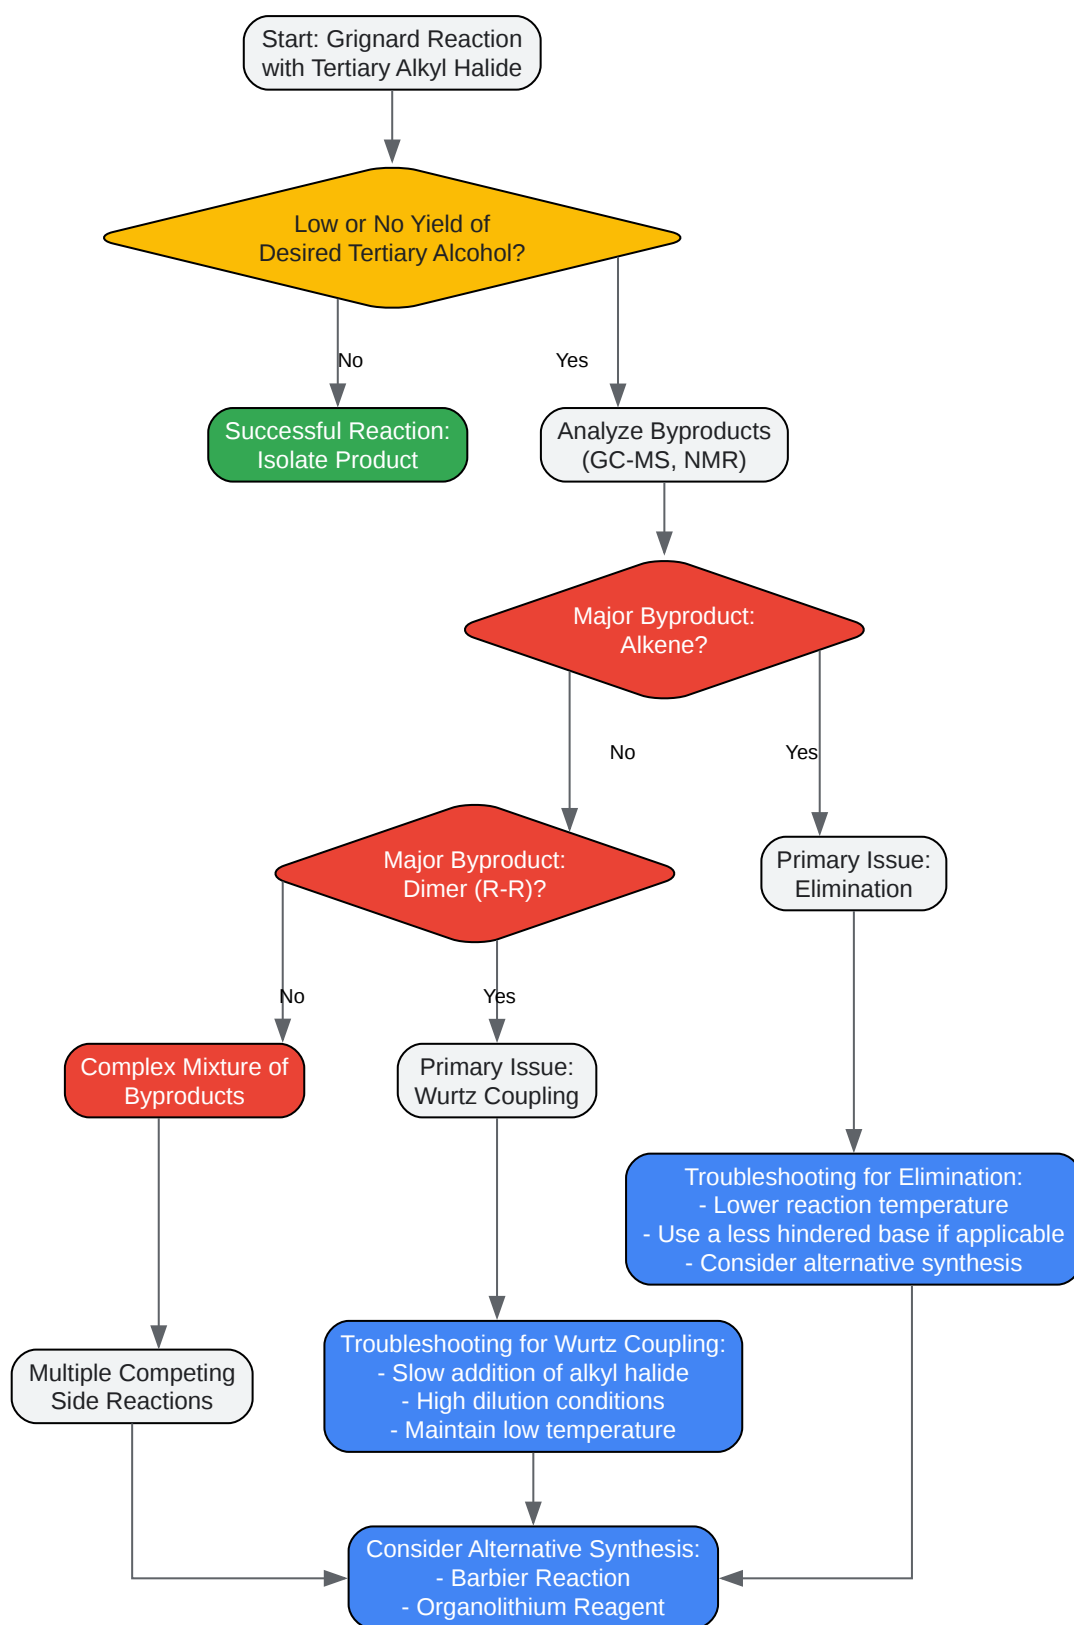 Start: Grignard Reaction
with Tertiary Alkyl Halide
Low or No Yield of
Desired Tertiary Alcohol?
No
Yes
Successful Reaction:
Isolate Product
Analyze Byproducts
(GC-MS, NMR)
Major Byproduct:
Alkene?
No
Yes
Major Byproduct:
Dimer (R-R)?
Primary Issue:
Elimination
No
Yes
Complex Mixture of
Byproducts
Primary Issue:
Wurtz Coupling
Troubleshooting for Elimination:
- Lower reaction temperature
- Use a less hindered base if applicable
- Consider alternative synthesis
Troubleshooting for Wurtz Coupling:
- Slow addition of alkyl halide
- High dilution conditions
- Maintain low temperature
Multiple Competing
Side Reactions
Consider Alternative Synthesis:
- Barbier Reaction
- Organolithium Reagent